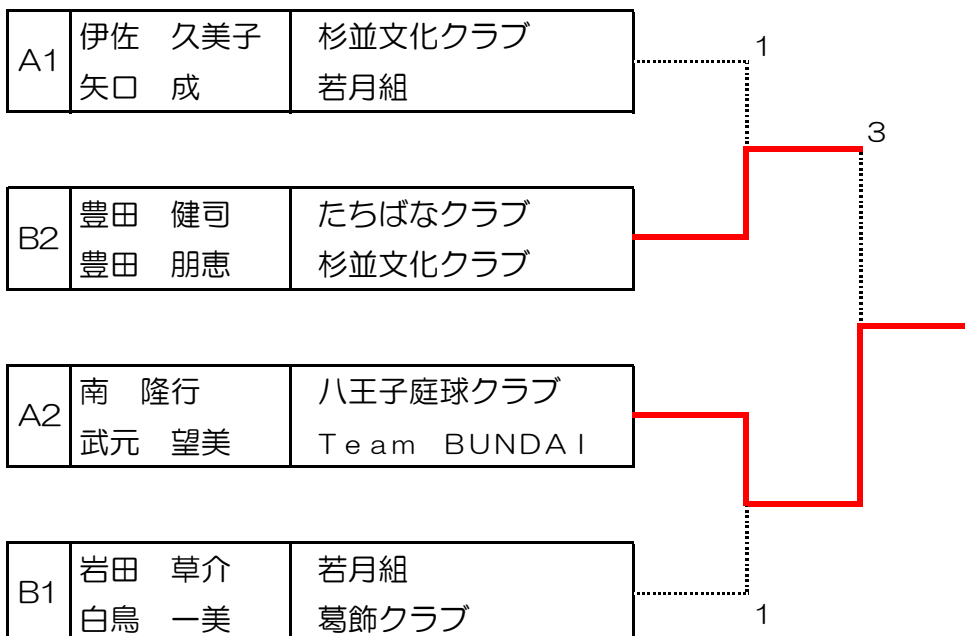 A1 伊佐　久美子　杉並文化クラブ
矢口　成　若月組
1
3
B2 豊田　健司　たちばなクラブ
豊田　朋恵　杉並文化クラブ
A2 南　隆行　八王子庭球クラブ
武元　望美　Team　BUNDAI
B1 岩田　草介　若月組
白鳥　一美　葛飾クラブ
1